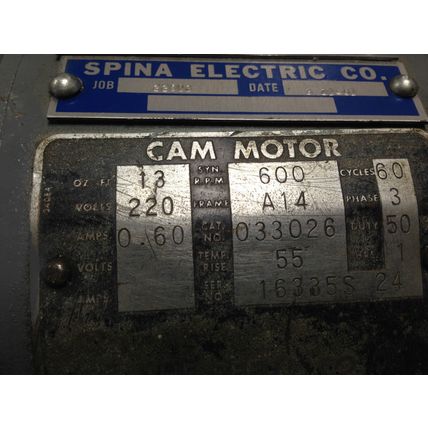 SPINA ELECTRIC CO.
JOB DATE
CAM MOTOR
OZ. FT. 13 SYN. R.P.M. 600 CYCLES 60
VOLTS 220 FRAME A14 PHASE 3
AMPS 0.60 CAT. NO. 033026 DUTY 50
VOLTS TEMP. RISE 55 1
AMPS SER. NO. 16335S 24